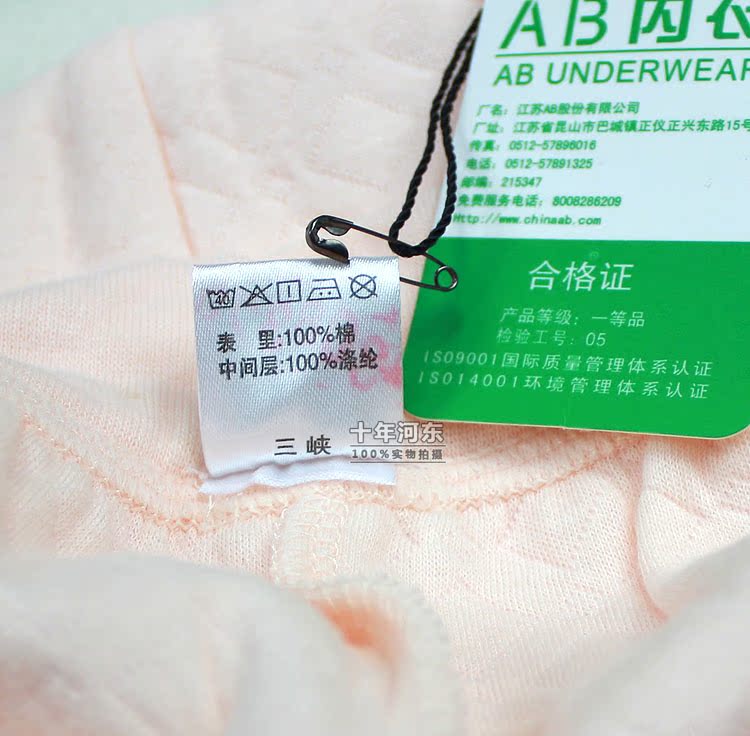 AB内衣
AB UNDERWEAR
厂名：江苏AB股份有限公司
厂址：江苏省昆山市巴城镇正仪正兴东路15号
传真：0512-57896016
电话：0512-57891325
邮编：215347
免费服务电话：8008286209
Http://www.chinaab.com
合格证
产品等级：一等品
检验工号：05
ISO9001国际质量管理体系认证
ISO14001环境管理体系认证
40
表 里:100%棉
中间层:100%涤纶
三峡
十年河东
100%实物拍摄